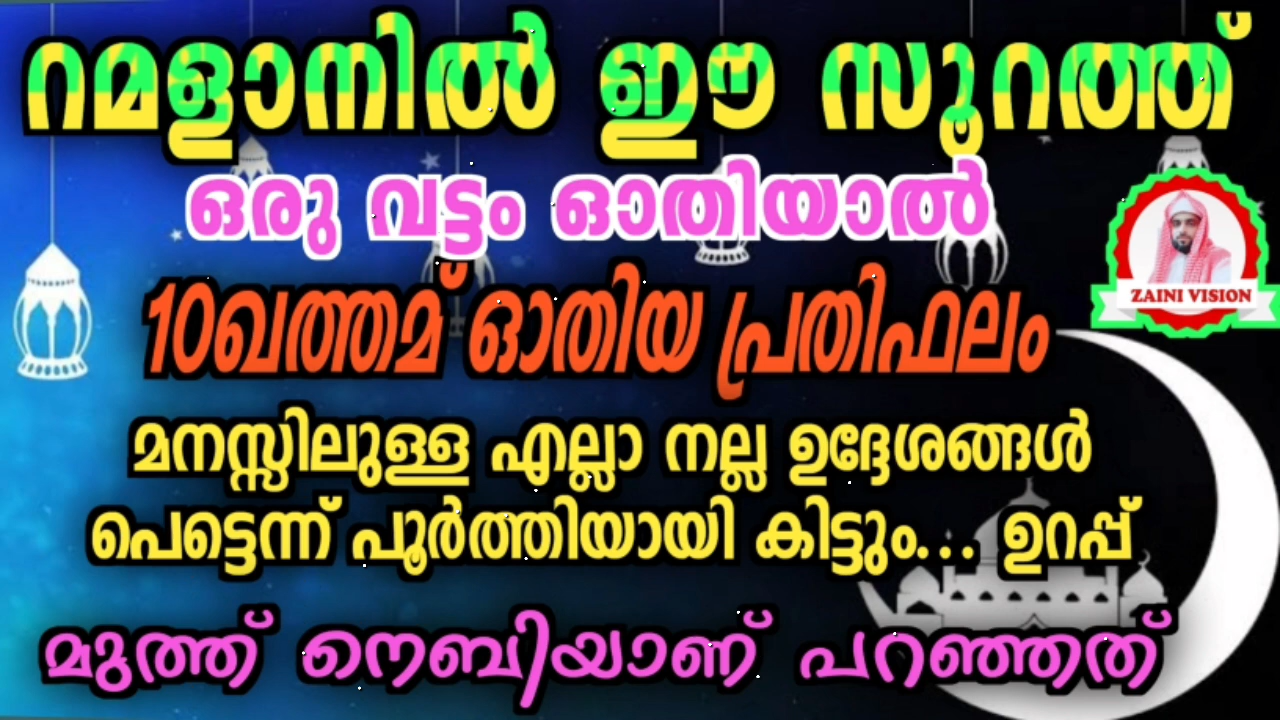 റമളാനിൽ ഈ സൂറത്ത്
ഒരു വട്ടം ഓതിയാൽ
10ഖത്തമ് ഓതിയ പ്രതിഫലം
ZAINI VISION
മനസ്സിലുള്ള എല്ലാ നല്ല ഉദ്ദേശങ്ങൾ
പെട്ടെന്ന് പൂർത്തിയായി കിട്ടും... ഉറപ്പ്
മുത്ത് നെബിയാണ് പറഞ്ഞത്